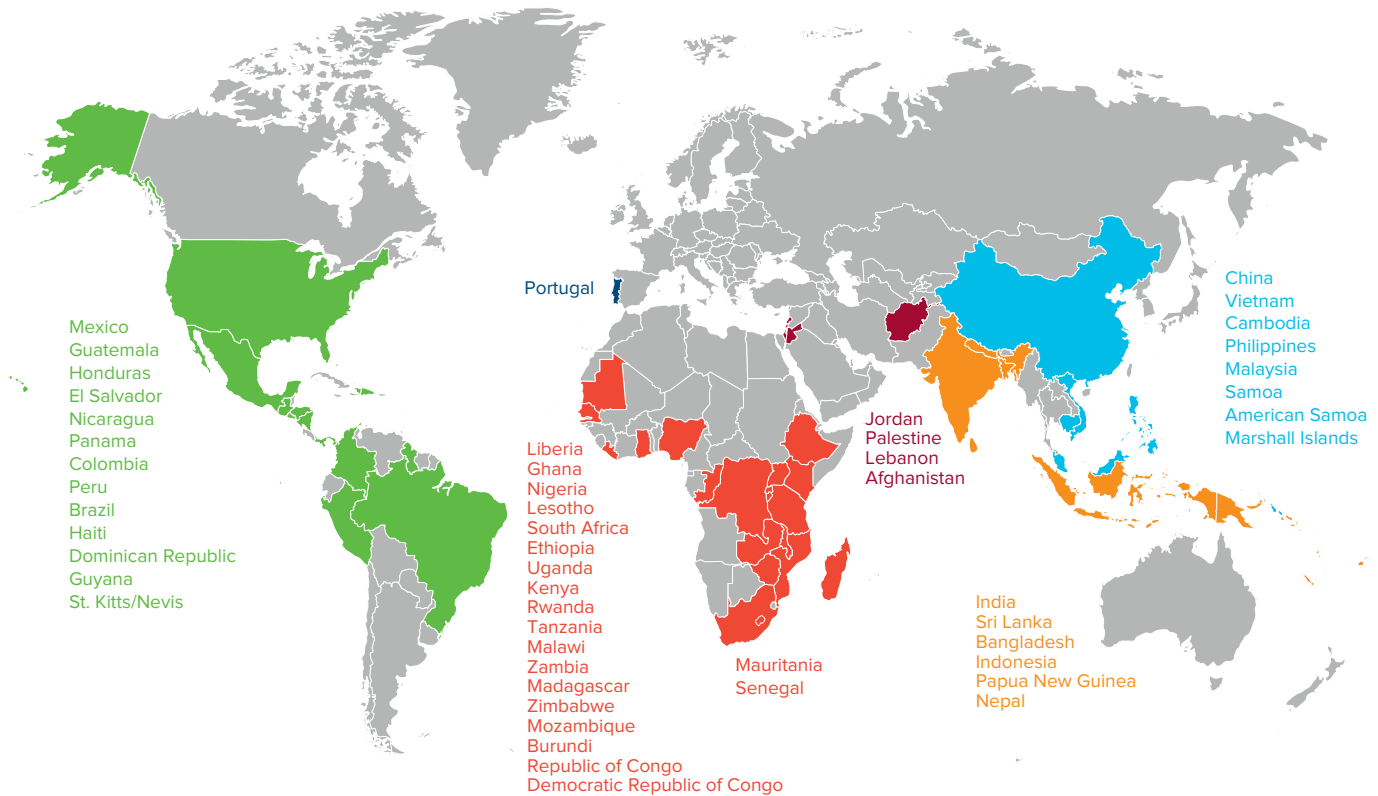 Portugal
Mexico
Guatemala
Honduras
El Salvador
Nicaragua
Panama
Colombia
Peru
Brazil
Haiti
Dominican Republic
Guyana
St. Kitts/Nevis
Liberia
Ghana
Nigeria
Lesotho
South Africa
Ethiopia
Uganda
Kenya
Rwanda
Tanzania
Malawi
Zambia
Madagascar
Zimbabwe
Mozambique
Burundi
Republic of Congo
Democratic Republic of Congo
Mauritania
Senegal
Jordan
Palestine
Lebanon
Afghanistan
India
Sri Lanka
Bangladesh
Indonesia
Papua New Guinea
Nepal
China
Vietnam
Cambodia
Philippines
Malaysia
Samoa
American Samoa
Marshall Islands